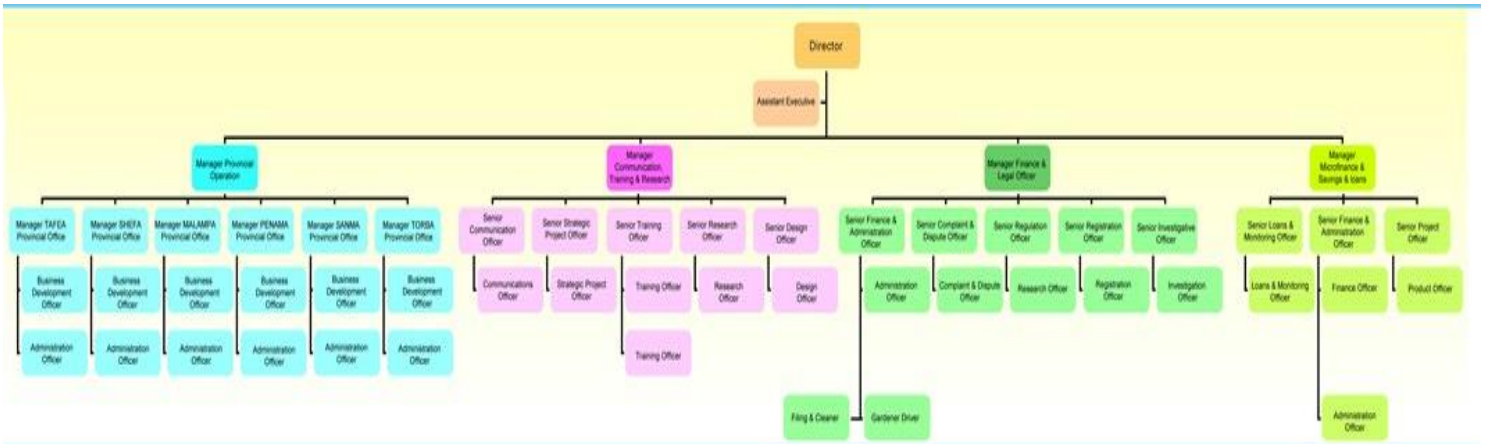 Director
Assistant Executive
Manager Provincial
Operation
Manager
Communication,
Training & Research
Manager Finance &
Legal Officer
Manager
Microfinance &
Savings & loans
Manager TAFEA
Provincial Office
Manager SHEFA
Provincial Office
Manager MALAMPA
Provincial Office
Manager PENAMA
Provincial Office
Manager SANMA
Provincial Office
Manager TORBA
Provincial Office
Senior
Communication
Officer
Senior Strategic
Project Officer
Senior Training
Officer
Senior Research
Officer
Senior Design
Officer
Senior Finance &
Administration
Officer
Senior Complaint &
Dispute Officer
Senior Regulation
Officer
Senior Registration
Officer
Senior Investigative
Officer
Senior Loans &
Monitoring Officer
Senior Finance &
Administration
Officer
Senior Project
Officer
Business
Development
Officer
Business
Development
Officer
Business
Development
Officer
Business
Development
Officer
Business
Development
Officer
Business
Development
Officer
Communications
Officer
Strategic Project
Officer
Training Officer
Research
Officer
Design
Officer
Administration
Officer
Complaint & Dispute
Officer
Research Officer
Registration
Officer
Investigation
Officer
Loans & Monitoring
Officer
Finance Officer
Product Officer
Administration
Officer
Administration
Officer
Administration
Officer
Administration
Officer
Administration
Officer
Administration
Officer
Training Officer
Filing & Cleaner
Gardener Driver
Administration
Officer